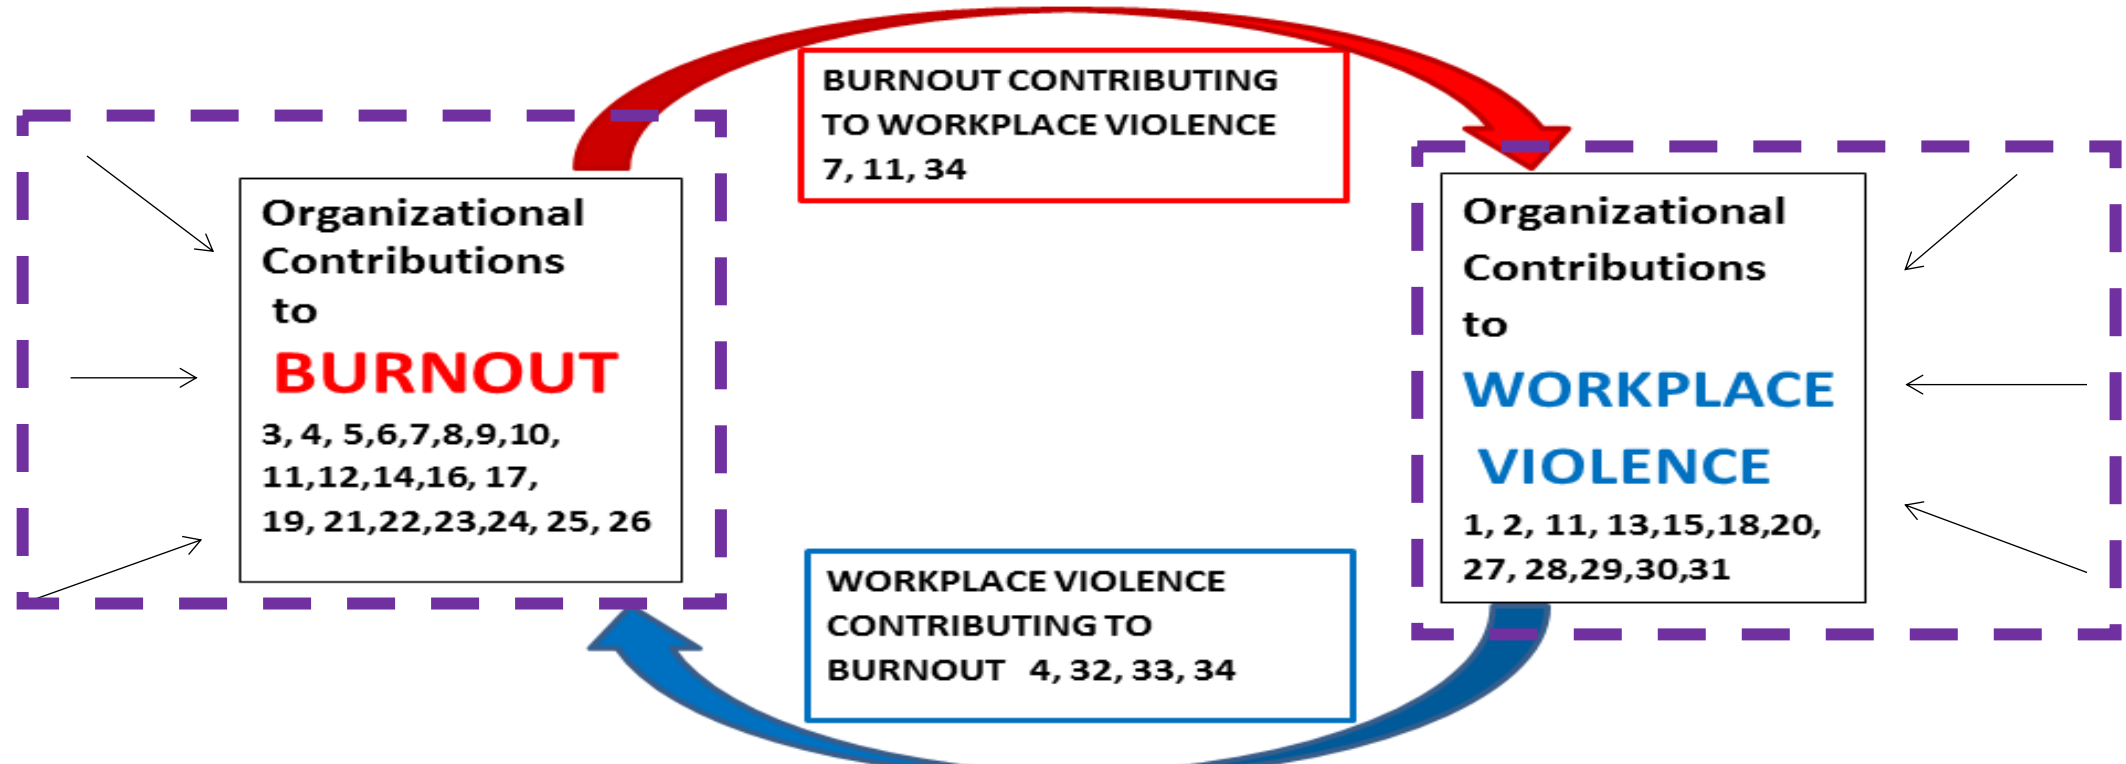 BURNOUT CONTRIBUTING
TO WORKPLACE VIOLENCE
7, 11, 34
Organizational
Contributions
to
BURNOUT
3, 4, 5,6,7,8,9,10,
11,12,14,16, 17,
19, 21,22,23,24, 25, 26
Organizational
Contributions
to
WORKPLACE
VIOLENCE
1, 2, 11, 13,15,18,20,
27, 28,29,30,31
WORKPLACE VIOLENCE
CONTRIBUTING TO
BURNOUT 4, 32, 33, 34